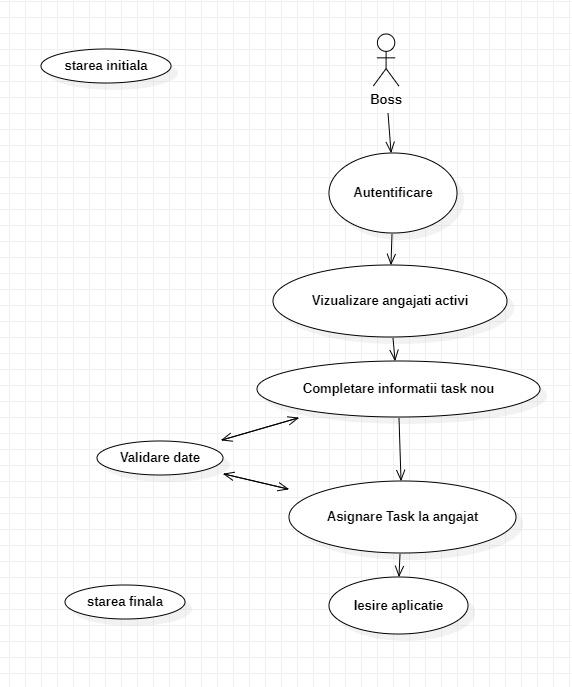 starea initiala
Boss
Autentificare
Vizualizare angajati activi
Completare informatii task nou
Validare date
Asignare Task la angajat
starea finala
Iesire aplicatie